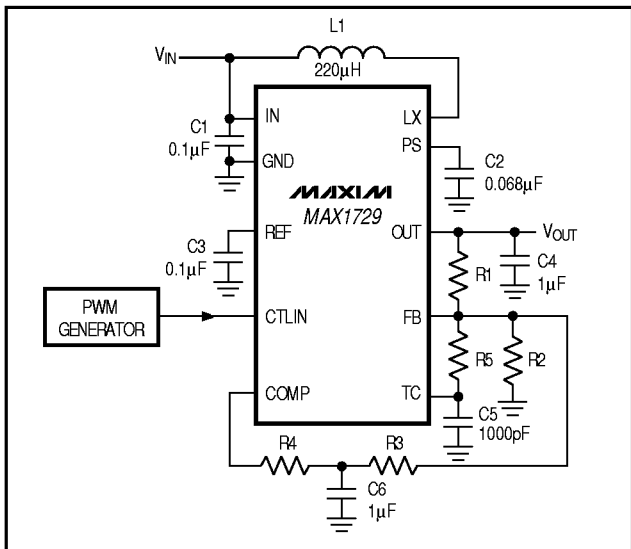 L1
VIN
220µH
IN
LX
C1
0.1µF
GND
PS
C2
0.068µF
MAXIM
MAX1729
C3
0.1µF
REF
OUT
VOUT
R1
C4
1µF
PWM
GENERATOR
CTLIN
FB
R5
R2
COMP
TC
C5
1000pF
R4
R3
C6
1µF